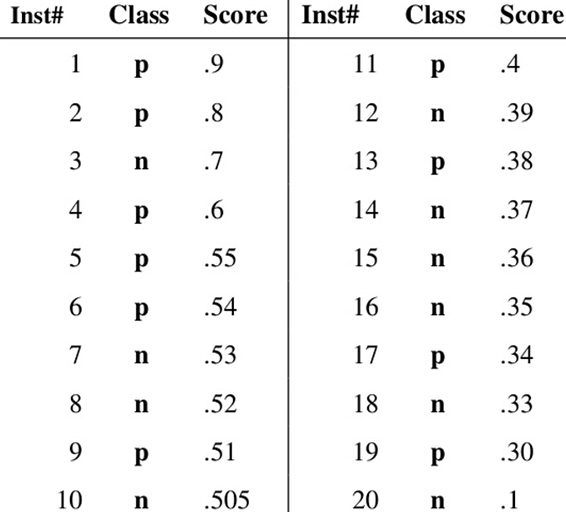 Inst# Class Score Inst# Class Score
1 p .9 11 p .4
2 p .8 12 n .39
3 n .7 13 p .38
4 p .6 14 n .37
5 p .55 15 n .36
6 p .54 16 n .35
7 n .53 17 p .34
8 n .52 18 n .33
9 p .51 19 p .30
10 n .505 20 n .1